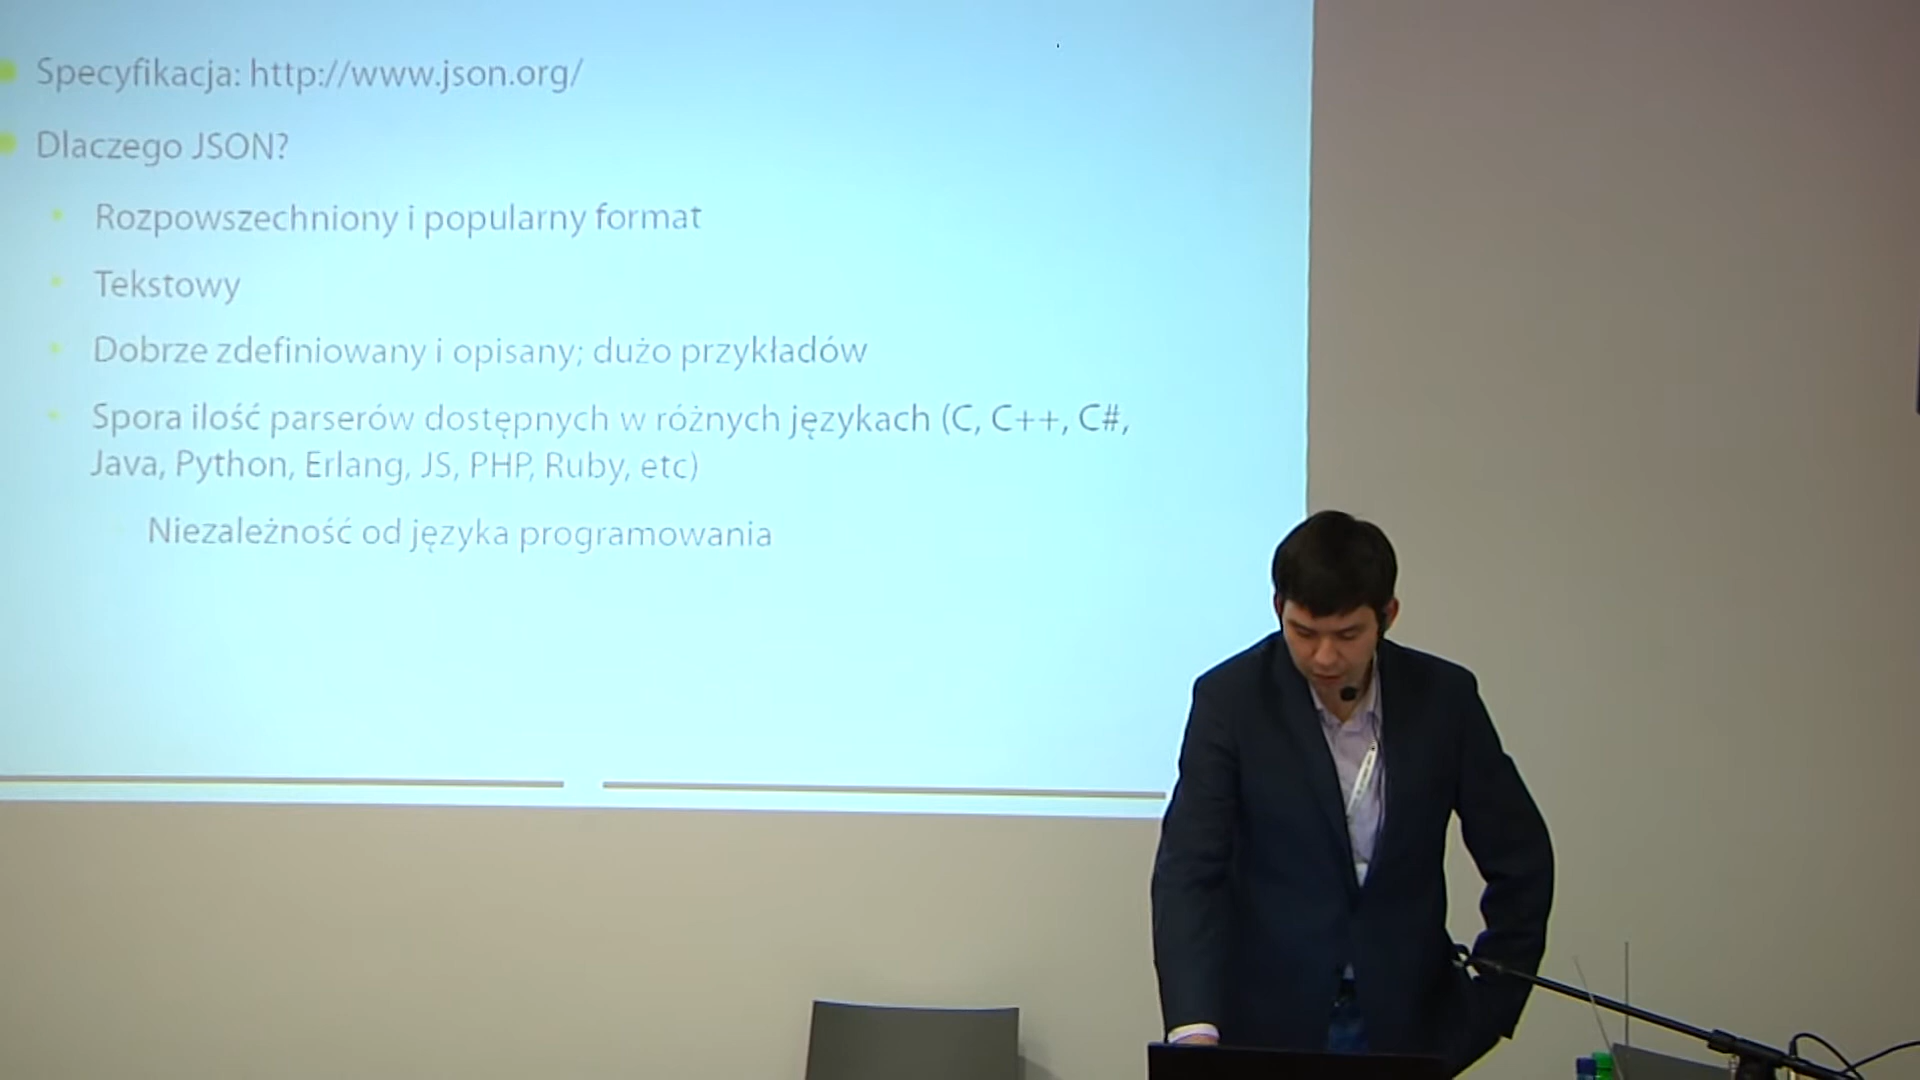 Specyfikacja: http://www.json.org/
Dlaczego JSON?
Rozpowszechniony i popularny format
Tekstowy
Dobrze zdefiniowany i opisany; dużo przykładów
Spora ilość parserów dostępnych w różnych językach (C, C++, C#,
Java, Python, Erlang, JS, PHP, Ruby, etc)
Niezależność od języka programowania